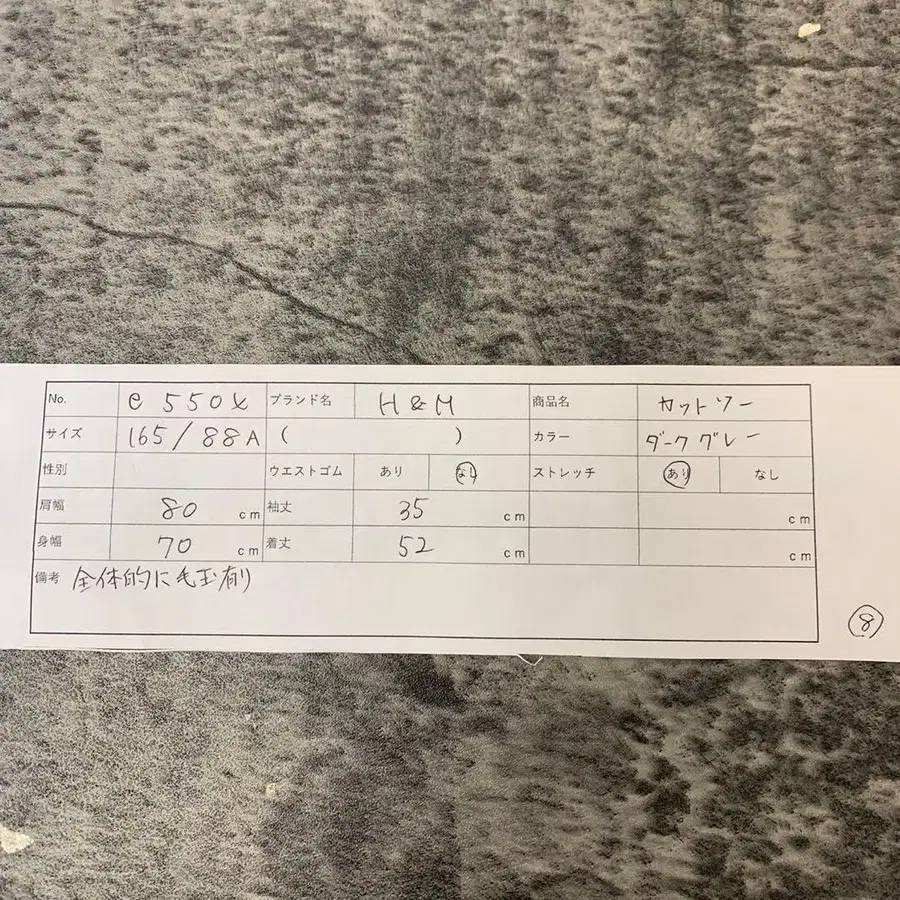 No. e 550X ブランド名 H&M 商品名 カットソー
サイズ 165/88A ( ) カラー ダークグレー
性別 ウエストゴム あり なし ストレッチ あり なし
肩幅 80 cm 袖丈 35 cm cm
身幅 70 cm 着丈 52 cm cm
備考 全体的に毛玉有り
8